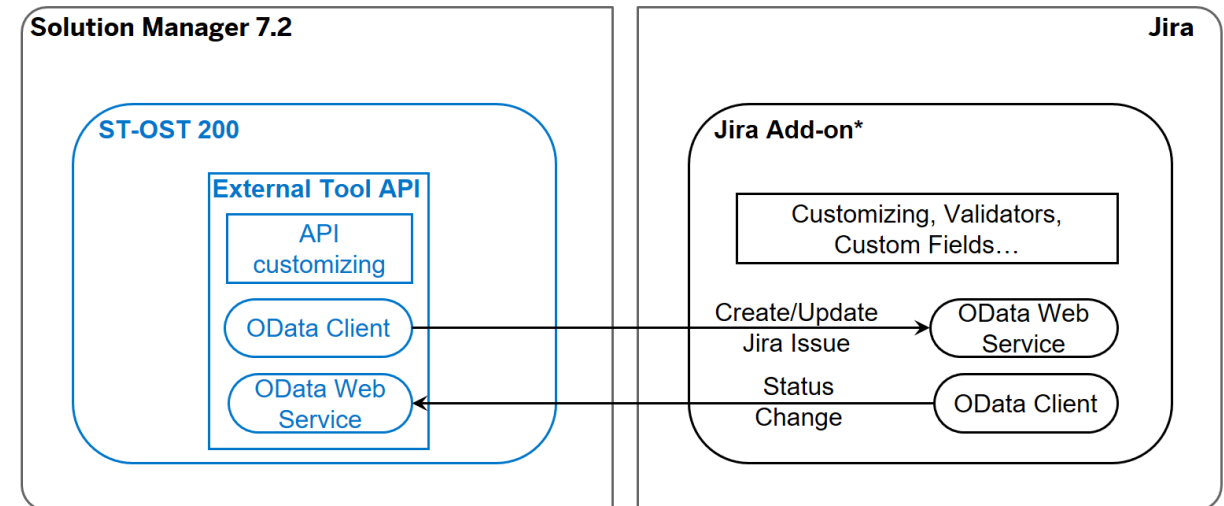 Solution Manager 7.2
Jira
ST-OST 200
Jira Add-on*
External Tool API
API
customizing
Customizing, Validators,
Custom Fields…
OData Client
Create/Update
Jira Issue
OData Web
Service
OData Web
Service
Status
Change
OData Client